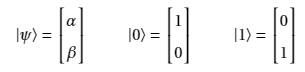 |ψ⟩ = [α β] |0⟩ = [1 0] |1⟩ = [0 1]